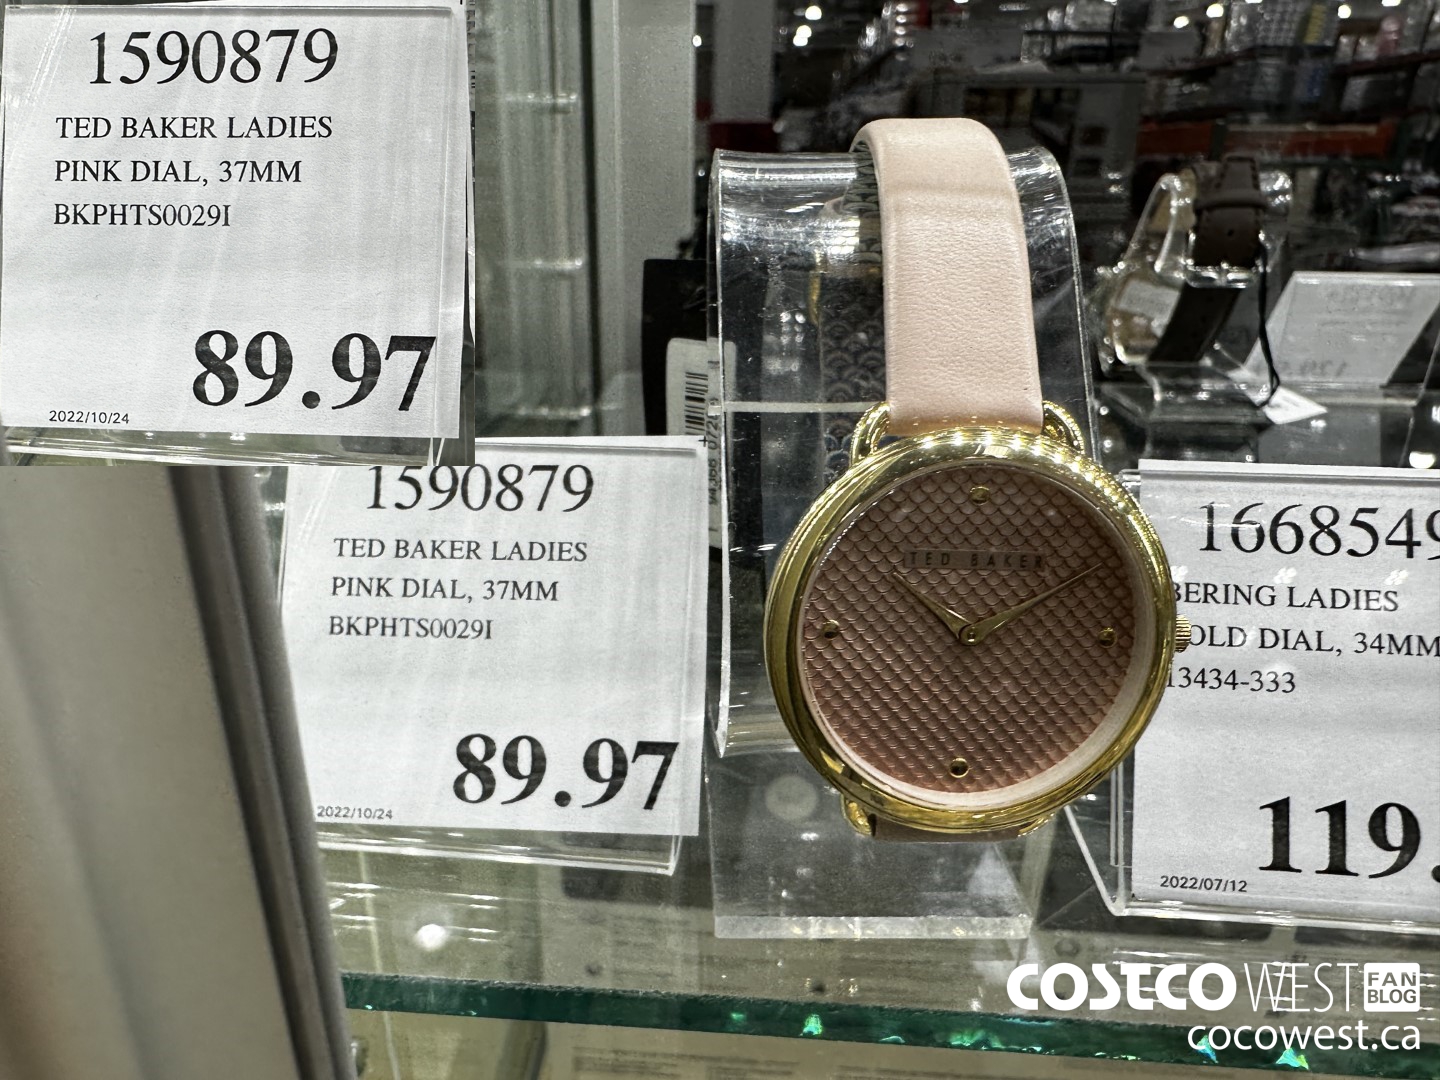 1590879
TED BAKER LADIES
PINK DIAL, 37MM
BKPHTS0029I
89.97
2022/10/24
1590879
TED BAKER LADIES
PINK DIAL, 37MM
BKPHTS0029I
89.97
2022/10/24
TED BAKER
1668549
BERING LADIES
OLD DIAL, 34MM
13434-333
119.
2022/07/12
COSTCO WEST FAN BLOG
cocowest.ca